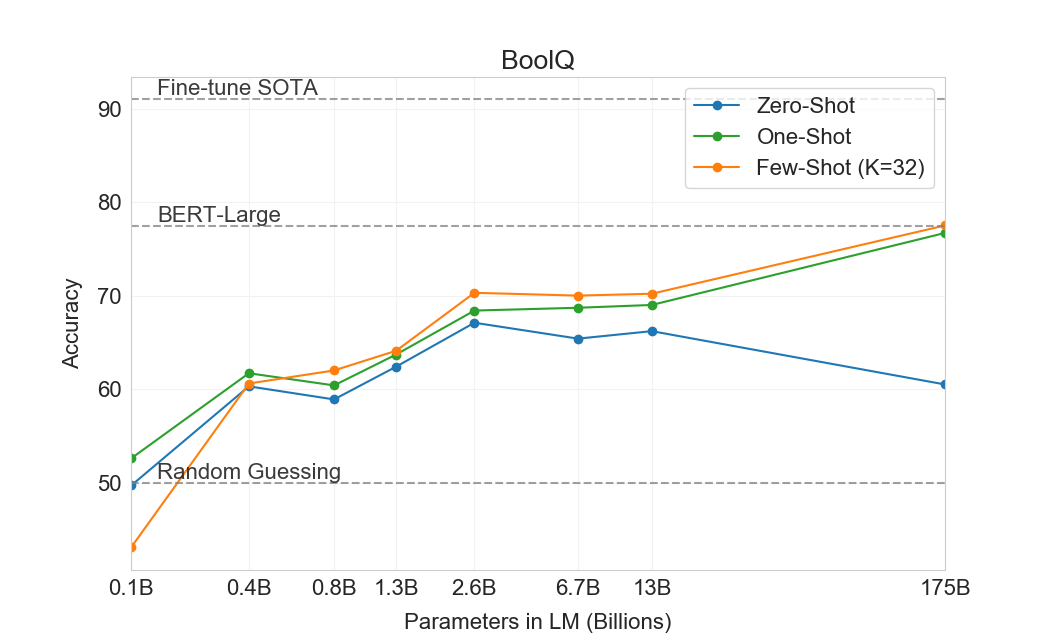 BoolQ
Fine-tune SOTA
90
Zero-Shot
One-Shot
Few-Shot (K=32)
80
BERT-Large
70
Accuracy
60
Random Guessing
50
0.1B 0.4B 0.8B 1.3B 2.6B 6.7B 13B 175B
Parameters in LM (Billions)